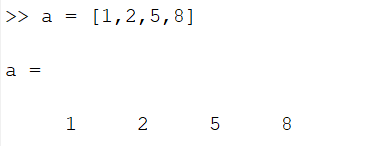 >> a = [1,2,5,8]
a =
1 2 5 8